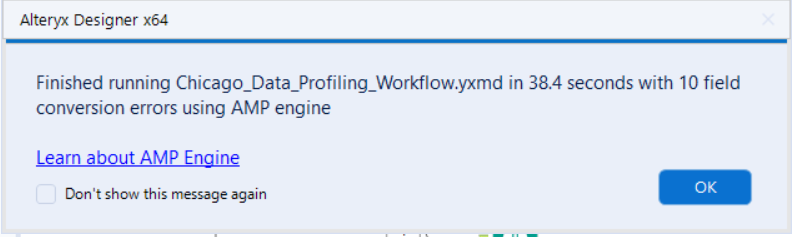 Alteryx Designer x64
Finished running Chicago_Data_Profiling_Workflow.yxmd in 38.4 seconds with 10 field
conversion errors using AMP engine
Learn about AMP Engine
Don't show this message again
OK